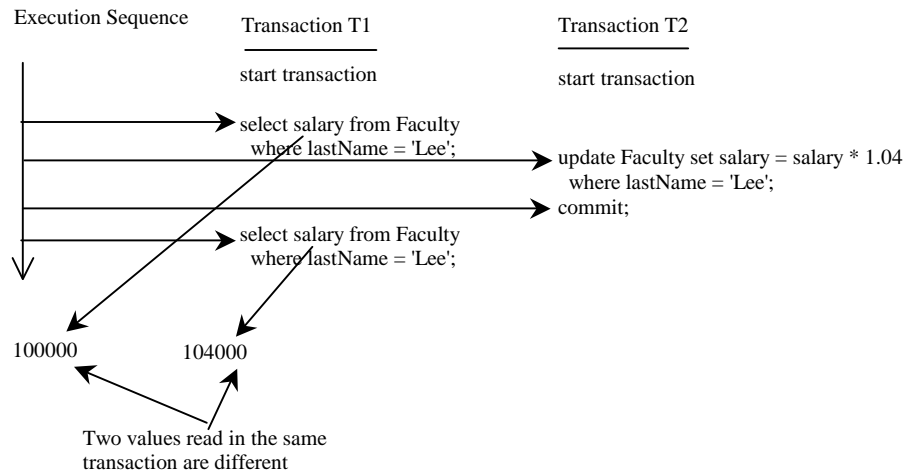 Execution Sequence
Transaction T1
Transaction T2
start transaction
start transaction
select salary from Faculty
where lastName = 'Lee';
update Faculty set salary = salary * 1.04
where lastName = 'Lee';
commit;
select salary from Faculty
where lastName = 'Lee';
100000
104000
Two values read in the same
transaction are different